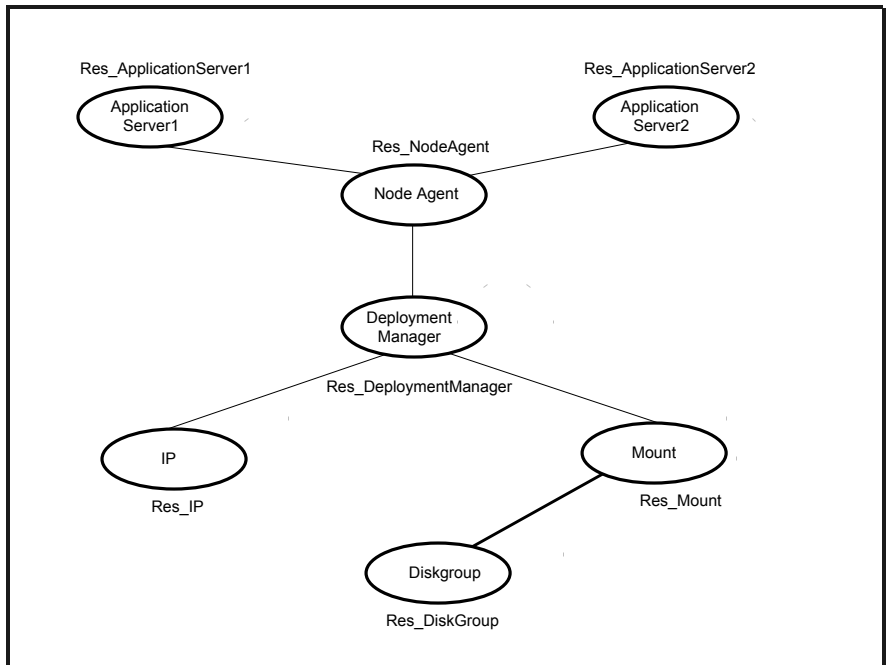 Res_ApplicationServer1
Res_ApplicationServer2
Application
Server1
Application
Server2
Res_NodeAgent
Node Agent
Deployment
Manager
Res_DeploymentManager
IP
Mount
Res_IP
Res_Mount
Diskgroup
Res_DiskGroup